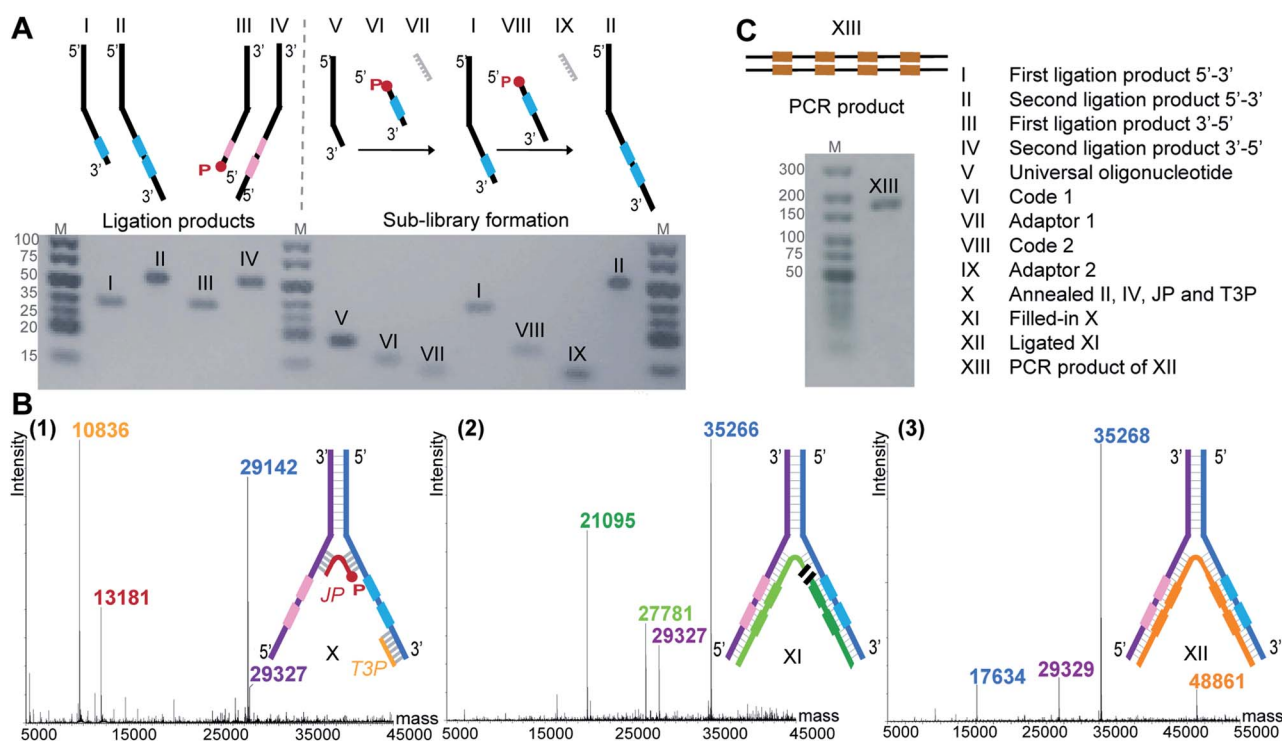 A
I II III IV V VI VII I VIII IX II
5' 5' 3' 3' 5' 5' P 3' 3' 5' 5' P 3' 3' 5'
3' 3' P 5' 5' 3'
Ligation products
Sub-library formation
M M M
100
75
50
35
25
20
15
I II III IV V VI VII I VIII IX II
C
XIII
PCR product
M
300
200
150
100
75
50
XIII
I First ligation product 5'-3'
II Second ligation product 5'-3'
III First ligation product 3'-5'
IV Second ligation product 3'-5'
V Universal oligonucleotide
VI Code 1
VII Adaptor 1
VIII Code 2
IX Adaptor 2
X Annealed II, IV, JP and T3P
XI Filled-in X
XII Ligated XI
XIII PCR product of XII
B
(1)
Intensity
10836
29142
13181
29327
3' 5'
JP P
T3P
5' X 3'
mass
5000 15000 25000 35000 45000
(2)
Intensity
35266
21095
27781
29327
3' 5'
5' XI 3'
mass
5000 15000 25000 35000 45000
(3)
Intensity
35268
17634
29329
48861
3' 5'
5' XII 3'
mass
5000 15000 25000 35000 45000 55000